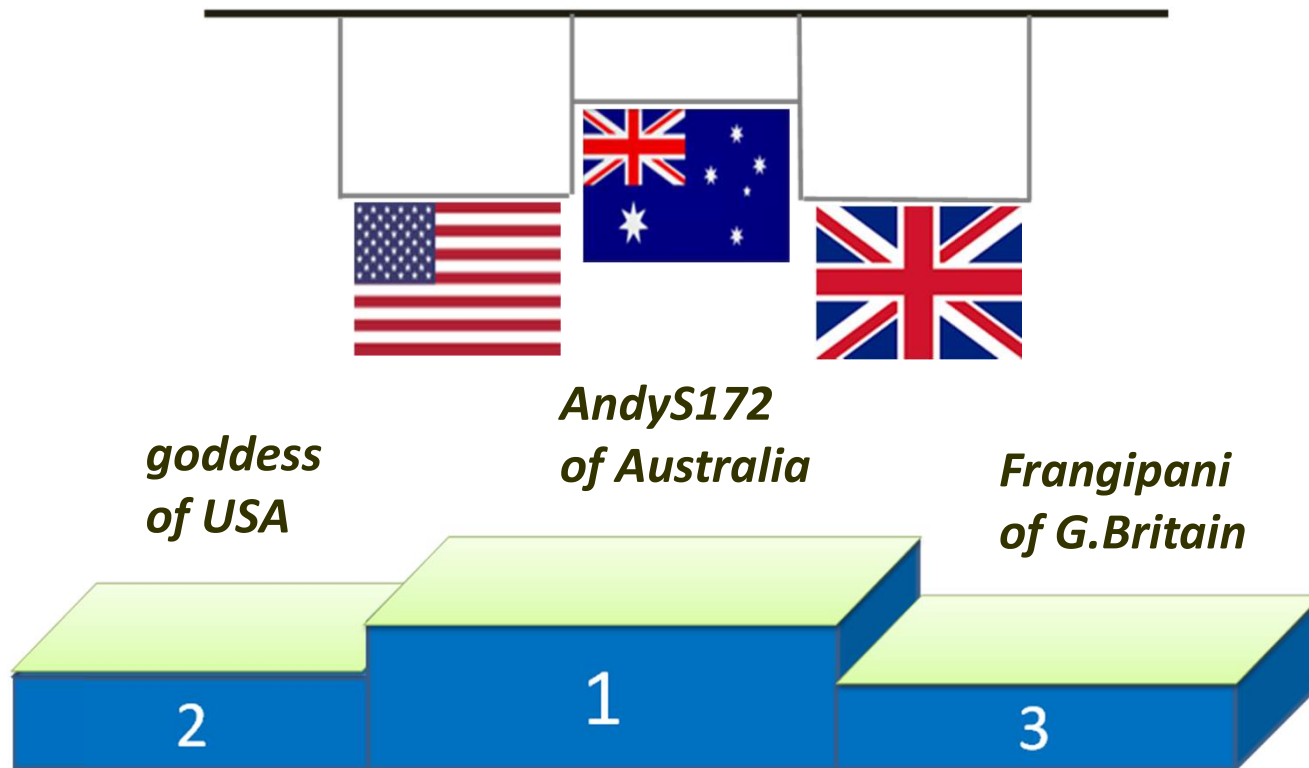 AndyS172
of Australia
goddess
of USA
Frangipani
of G.Britain
2
1
3